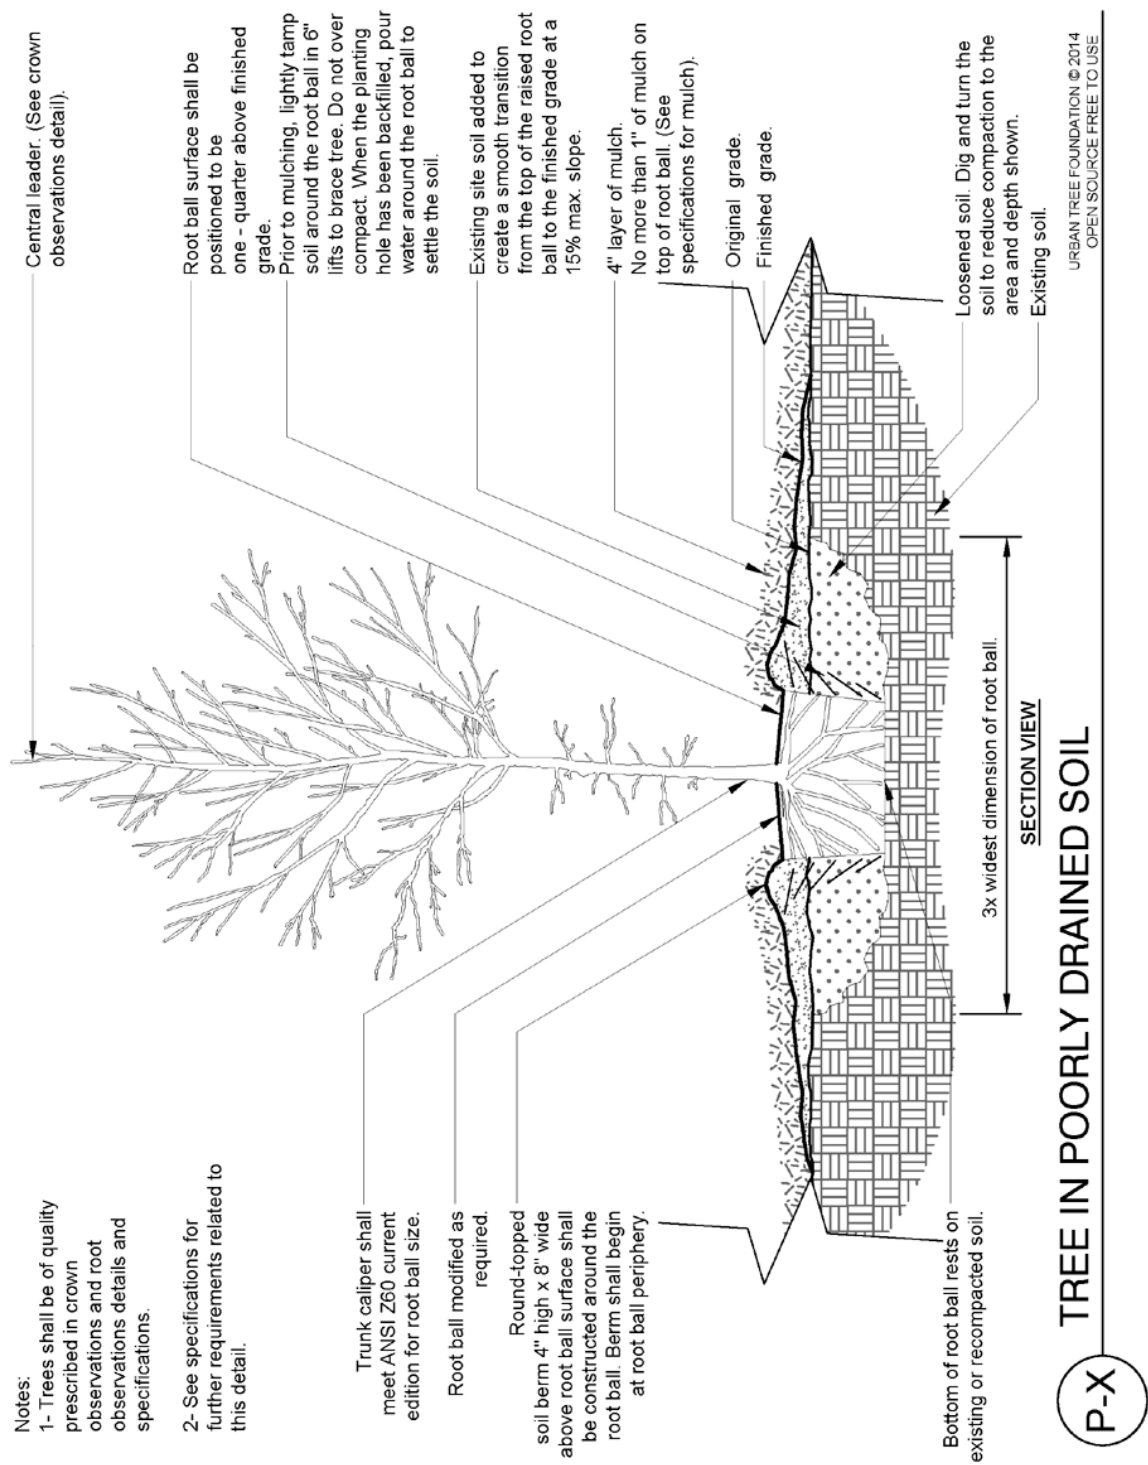 Notes:
1- Trees shall be of quality
prescribed in crown
observations and root
observations details and
specifications.
2- See specifications for
further requirements related to
this detail.
Trunk caliper shall
meet ANSI Z60 current
edition for root ball size.
Root ball modified as
required.
Round-topped
soil berm 4" high x 8" wide
above root ball surface shall
be constructed around the
root ball. Berm shall begin
at root ball periphery.
Bottom of root ball rests on
existing or recompacted soil.
Central leader. (See crown
observations detail).
Root ball surface shall be
positioned to be
one - quarter above finished
grade.
Prior to mulching, lightly tamp
soil around the root ball in 6"
lifts to brace tree. Do not over
compact. When the planting
hole has been backfilled, pour
water around the root ball to
settle the soil.
Existing site soil added to
create a smooth transition
from the top of the raised root
ball to the finished grade at a
15% max. slope.
4" layer of mulch.
No more than 1" of mulch on
top of root ball. (See
specifications for mulch).
Original grade.
Finished grade.
Loosened soil. Dig and turn the
soil to reduce compaction to the
area and depth shown.
Existing soil.
3x widest dimension of root ball.
SECTION VIEW
P-X
TREE IN POORLY DRAINED SOIL
URBAN TREE FOUNDATION © 2014
OPEN SOURCE FREE TO USE